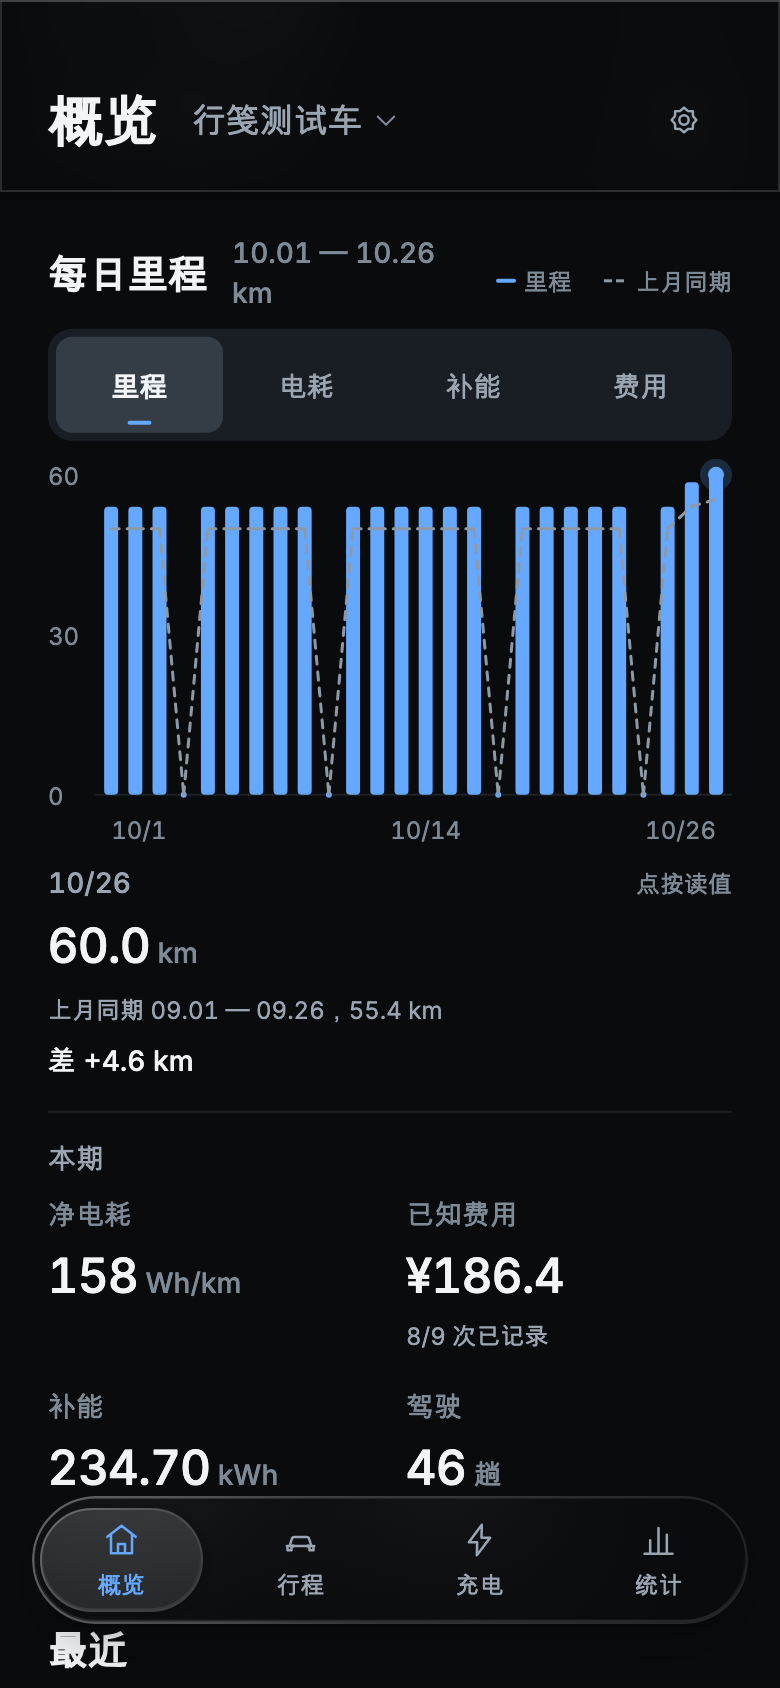 概览 行笺测试车
每日里程 10.01 — 10.26 km
里程 上月同期
里程 电耗 补能 费用
60
30
0
10/1 10/14 10/26
10/26 点按读值
60.0 km
上月同期 09.01 — 09.26，55.4 km
差 +4.6 km
本期
净电耗 已知费用
158 Wh/km ¥186.4
8/9 次已记录
补能 驾驶
234.70 kWh 46 趟
概览 行程 充电 统计
最近